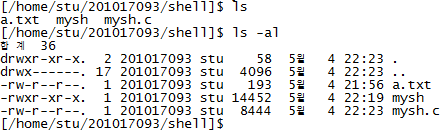 [/home/stu/201017093/shell]$ ls
a.txt  mysh  mysh.c
[/home/stu/201017093/shell]$ ls -al
합계  36
drwxr-xr-x.  2 201017093 stu    58  5월   4 22:23 .
drwx------. 17 201017093 stu  4096  5월   4 22:23 ..
-rw-r--r--.  1 201017093 stu   193  5월   4 21:56 a.txt
-rwxr-xr-x.  1 201017093 stu 14452  5월   4 22:19 mysh
-rw-r--r--.  1 201017093 stu  8444  5월   4 22:23 mysh.c
[/home/stu/201017093/shell]$